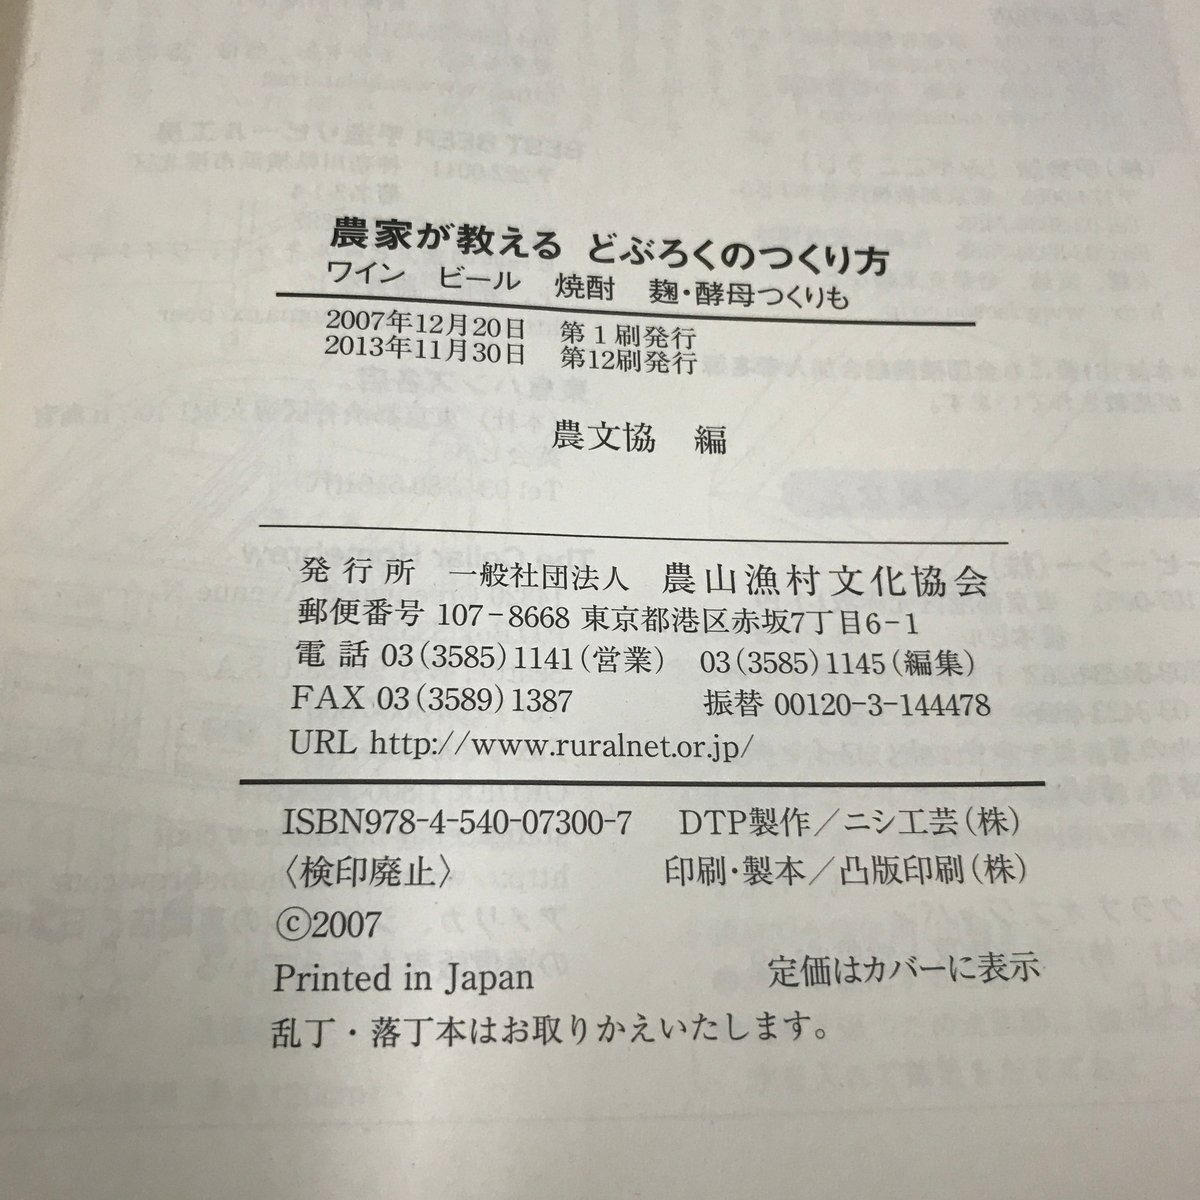 農家が教える どぶろくのつくり方
ワイン ビール 焼酎 麹・酵母つくりも
2007年12月20日 第1刷発行
2013年11月30日 第12刷発行
農文協 編
発行所 一般社団法人 農山漁村文化協会
郵便番号 107-8668 東京都港区赤坂7丁目6-1
電話 03(3585)1141(営業) 03(3585)1145(編集)
FAX 03(3589)1387 振替 00120-3-144478
URL http://www.ruralnet.or.jp/
ISBN978-4-540-07300-7 DTP製作/ニシ工芸(株)
〈検印廃止〉 印刷・製本/凸版印刷(株)
©2007
Printed in Japan 定価はカバーに表示
乱丁・落丁本はお取りかえいたします。